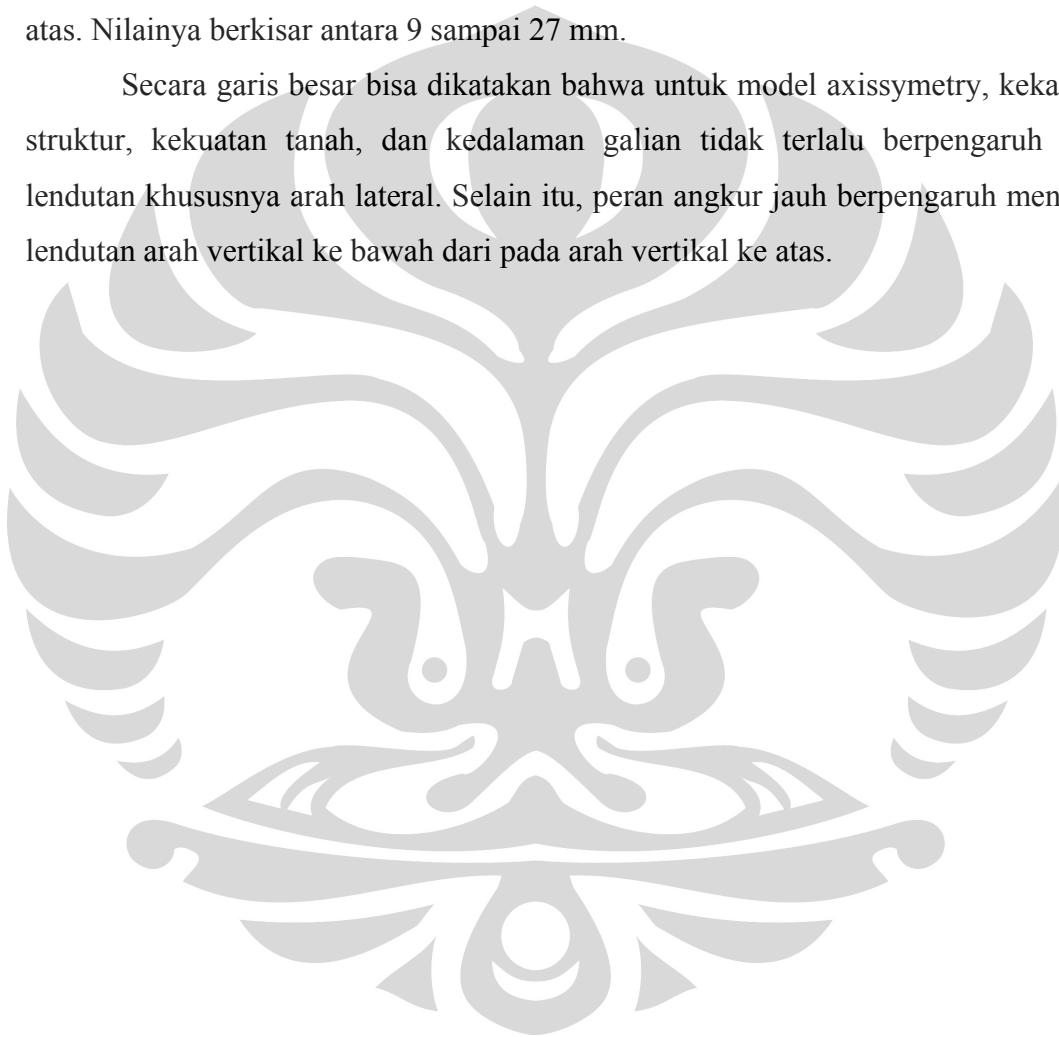 atas. Nilainya berkisar antara 9 sampai 27 mm.
Secara garis besar bisa dikatakan bahwa untuk model axissymetry,
struktur, kekuatan tanah, dan kedalaman galian tidak terlalu berpengaruh
lendutan khususnya arah lateral. Selain itu, peran angkur jauh berpengaruh
lendutan arah vertikal ke bawah dari pada arah vertikal ke atas.